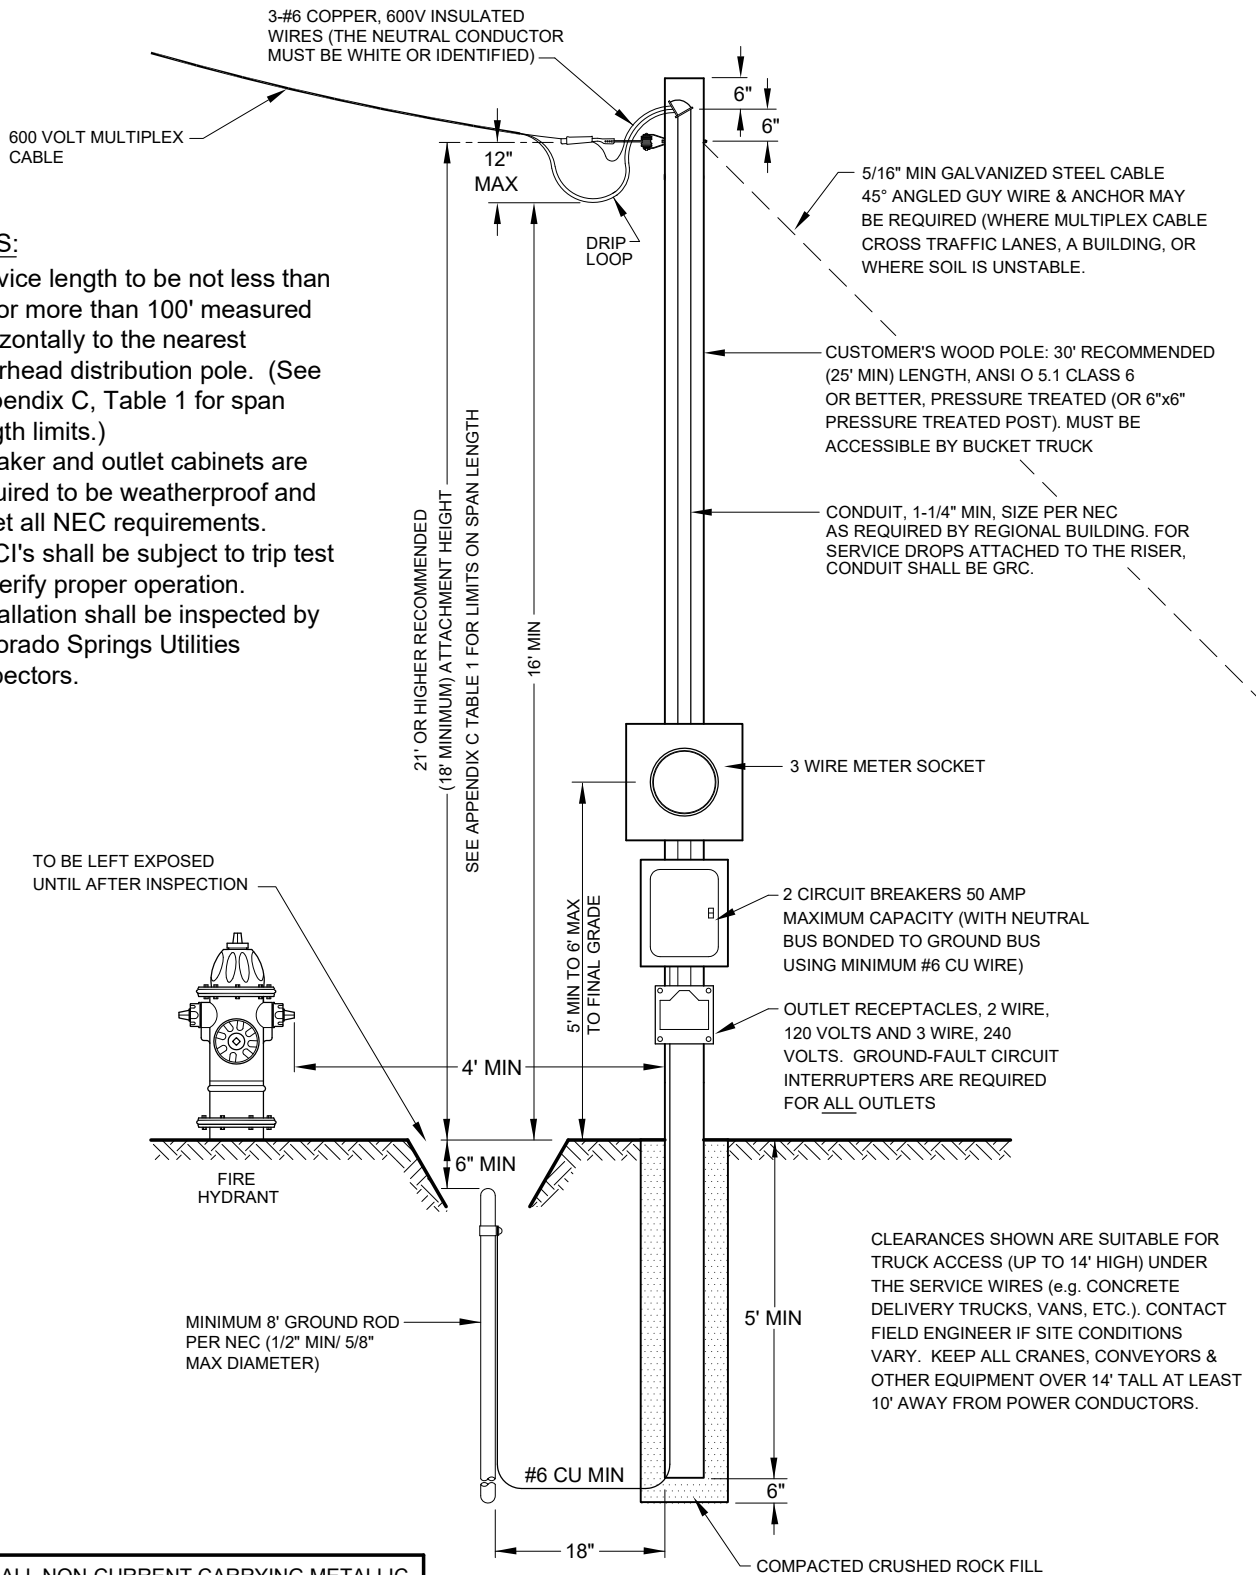 3-#6 COPPER, 600V INSULATED
WIRES (THE NEUTRAL CONDUCTOR
MUST BE WHITE OR IDENTIFIED)
6"
6"
600 VOLT MULTIPLEX
CABLE
12"
MAX
DRIP
LOOP
5/16" MIN GALVANIZED STEEL CABLE
45° ANGLED GUY WIRE & ANCHOR MAY
BE REQUIRED (WHERE MULTIPLEX CABLE
CROSS TRAFFIC LANES, A BUILDING, OR
WHERE SOIL IS UNSTABLE.
S:
vice length to be not less than
or more than 100' measured
zontally to the nearest
rhead distribution pole. (See
pendix C, Table 1 for span
gth limits.)
aker and outlet cabinets are
uired to be weatherproof and
et all NEC requirements.
CI's shall be subject to trip test
erify proper operation.
allation shall be inspected by
orado Springs Utilities
pectors.
CUSTOMER'S WOOD POLE: 30' RECOMMENDED
(25' MIN) LENGTH, ANSI O 5.1 CLASS 6
OR BETTER, PRESSURE TREATED (OR 6"x6"
PRESSURE TREATED POST). MUST BE
ACCESSIBLE BY BUCKET TRUCK
CONDUIT, 1-1/4" MIN, SIZE PER NEC
AS REQUIRED BY REGIONAL BUILDING. FOR
SERVICE DROPS ATTACHED TO THE RISER,
CONDUIT SHALL BE GRC.
21' OR HIGHER RECOMMENDED
(18' MINIMUM) ATTACHMENT HEIGHT
SEE APPENDIX C TABLE 1 FOR LIMITS ON SPAN LENGTH
16' MIN
3 WIRE METER SOCKET
TO BE LEFT EXPOSED
UNTIL AFTER INSPECTION
5' MIN TO 6' MAX
TO FINAL GRADE
2 CIRCUIT BREAKERS 50 AMP
MAXIMUM CAPACITY (WITH NEUTRAL
BUS BONDED TO GROUND BUS
USING MINIMUM #6 CU WIRE)
OUTLET RECEPTACLES, 2 WIRE,
120 VOLTS AND 3 WIRE, 240
VOLTS. GROUND-FAULT CIRCUIT
INTERRUPTERS ARE REQUIRED
FOR ALL OUTLETS
4' MIN
6" MIN
FIRE
HYDRANT
CLEARANCES SHOWN ARE SUITABLE FOR
TRUCK ACCESS (UP TO 14' HIGH) UNDER
THE SERVICE WIRES (e.g. CONCRETE
DELIVERY TRUCKS, VANS, ETC.). CONTACT
FIELD ENGINEER IF SITE CONDITIONS
VARY. KEEP ALL CRANES, CONVEYORS &
OTHER EQUIPMENT OVER 14' TALL AT LEAST
10' AWAY FROM POWER CONDUCTORS.
MINIMUM 8' GROUND ROD
PER NEC (1/2" MIN/ 5/8"
MAX DIAMETER)
5' MIN
#6 CU MIN
6"
18"
COMPACTED CRUSHED ROCK FILL
ALL NON CURRENT CARRYING METALLIC